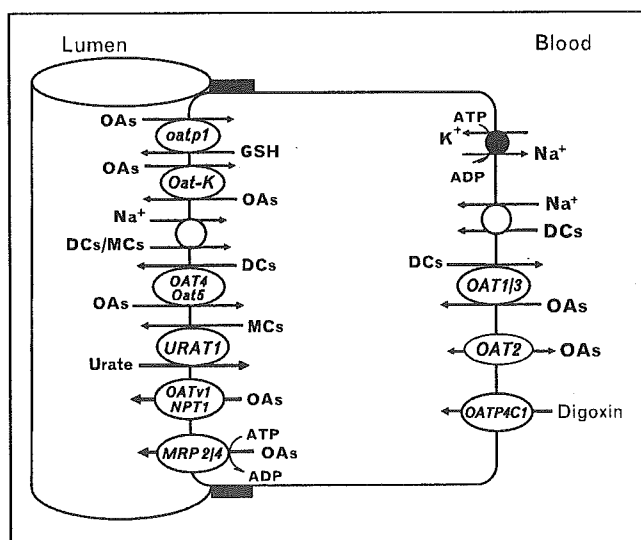 Lumen
Blood
OAs
oatp1
GSH
OAs
Oat-K
OAs
Na+
DCs/MCs
DCs
OAT4
Oat5
OAs
MCs
URAT1
Urate
OATv1
NPT1
OAs
MRP2/4
ATP
OAs
ADP
ATP
K+
Na+
ADP
Na+
DCs
DCs
OAT1/3
OAs
OAT2
OAs
OATP4C1
Digoxin